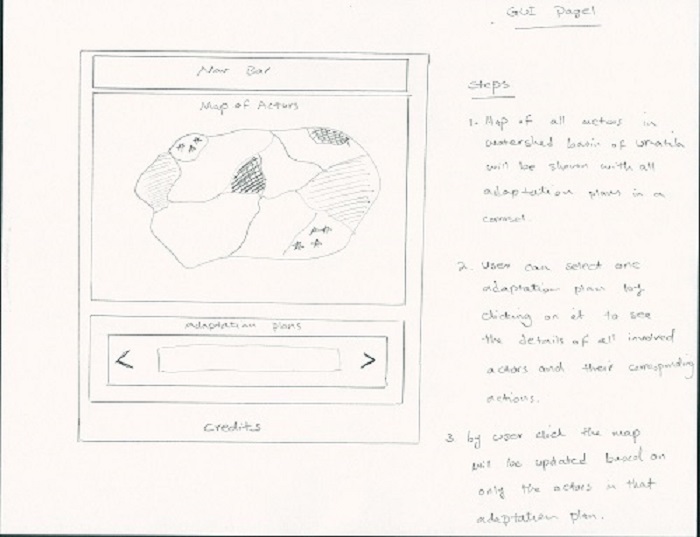 GUI Page1
Nav Bar
Map of Actors
adaptation plans
< >
Credits
Steps
1. Map of all actors in
watershed basin of
will be shown with all
adaptation plans in a
carousel.
2. User can select one
adaptation plan by
clicking on it to see
the details of all involved
actors and their corresponding
actions.
3 by user click the map
will be updated based on
only the actors in that
adaptation plan.